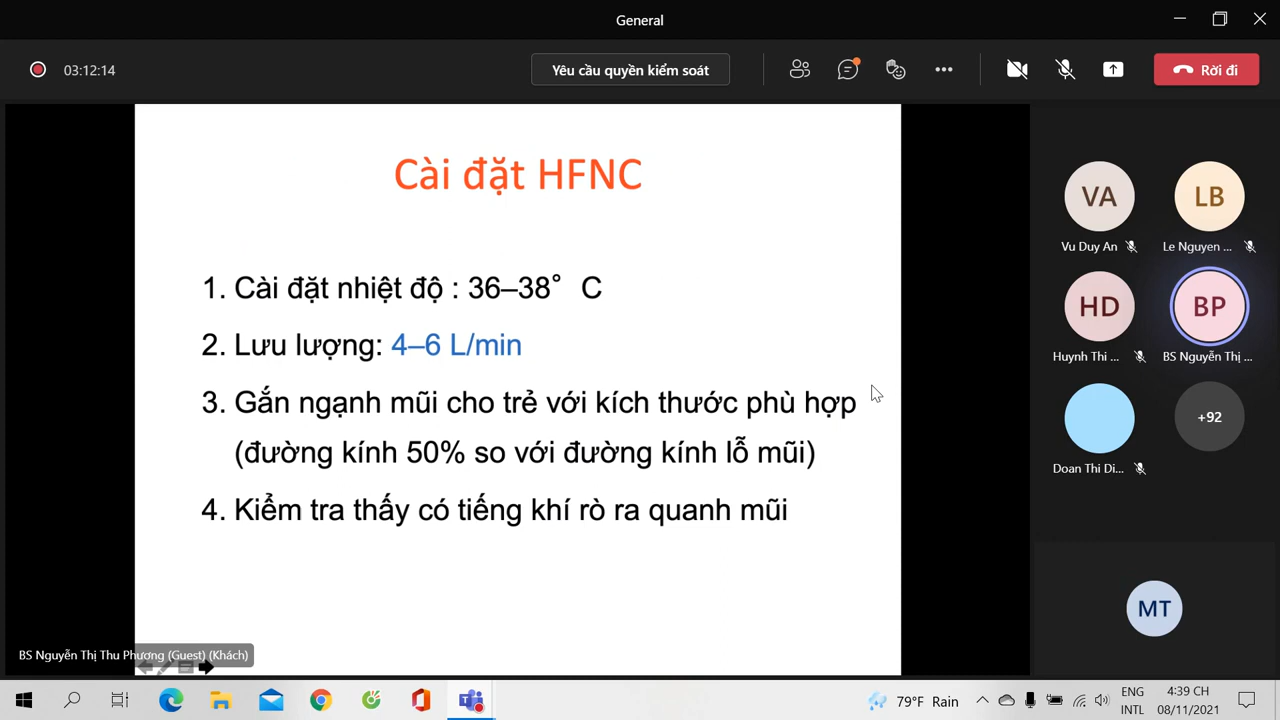 General
03:12:14
Yêu cầu quyền kiểm soát
Rời đi
Cài đặt HFNC
1. Cài đặt nhiệt độ : 36–38° C
2. Lưu lượng: 4–6 L/min
3. Gắn ngạnh mũi cho trẻ với kích thước phù hợp
(đường kính 50% so với đường kính lỗ mũi)
4. Kiểm tra thấy có tiếng khí rò ra quanh mũi
VA
LB
Vu Duy An
Le Nguyen ...
HD
BP
Huynh Thi ...
BS Nguyễn Thị ...
+92
Doan Thi Di...
MT
BS Nguyễn Thị Thu Phương (Guest) (Khách)
79°F Rain
ENG
INTL
4:39 CH
08/11/2021